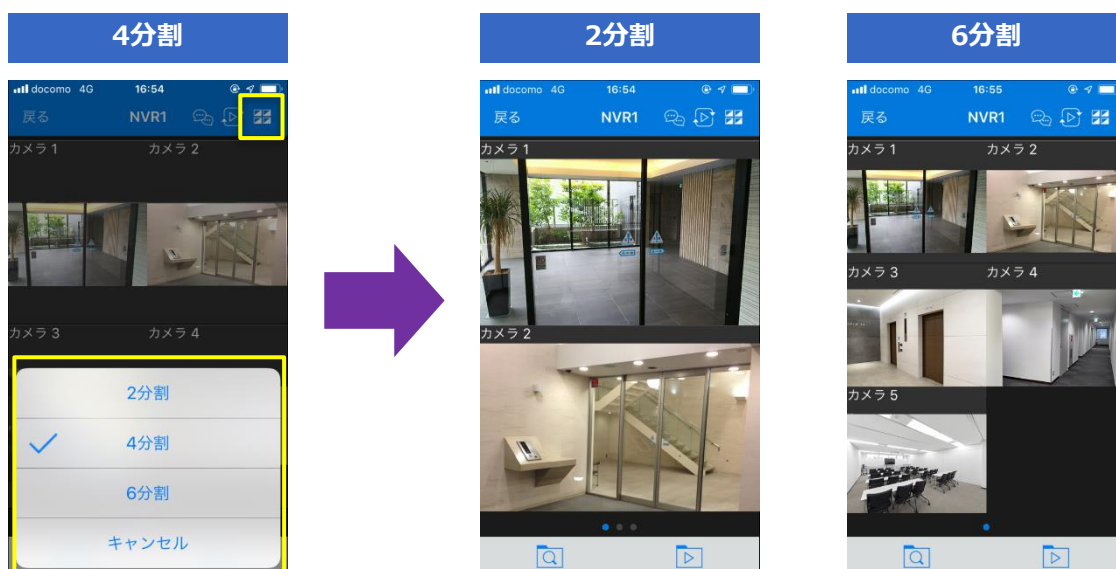 4分割
docomo 4G 16:54
戻る NVR1
カメラ 1 カメラ 2
カメラ 3 カメラ 4
2分割
4分割
6分割
キャンセル
2分割
docomo 4G 16:54
戻る NVR1
カメラ 1
カメラ 2
6分割
docomo 4G 16:55
戻る NVR1
カメラ 1 カメラ 2
カメラ 3 カメラ 4
カメラ 5